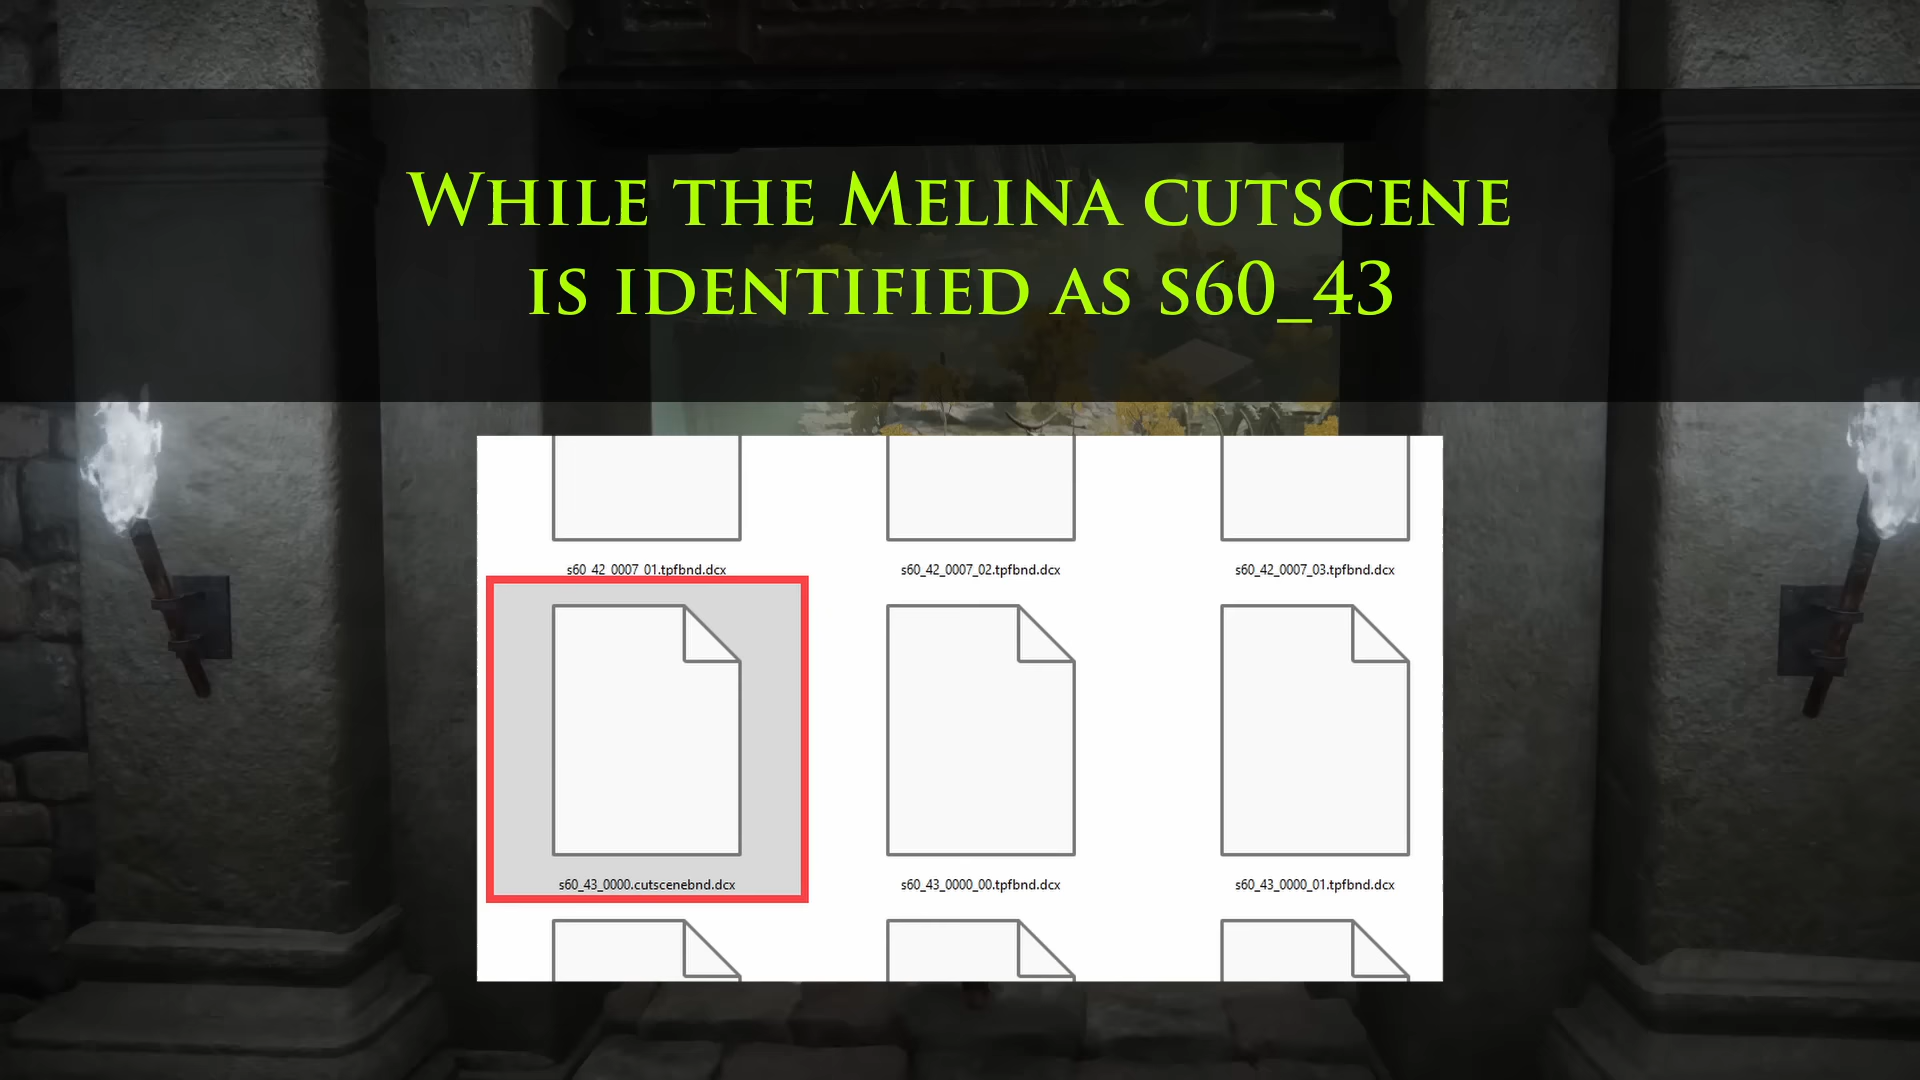 While the Melina cutscene
is identified as s60_43
s60_42_0007_01.tpfbnd.dcx
s60_42_0007_02.tpfbnd.dcx
s60_42_0007_03.tpfbnd.dcx
s60_43_0000.cutscenebnd.dcx
s60_43_0000_00.tpfbnd.dcx
s60_43_0000_01.tpfbnd.dcx